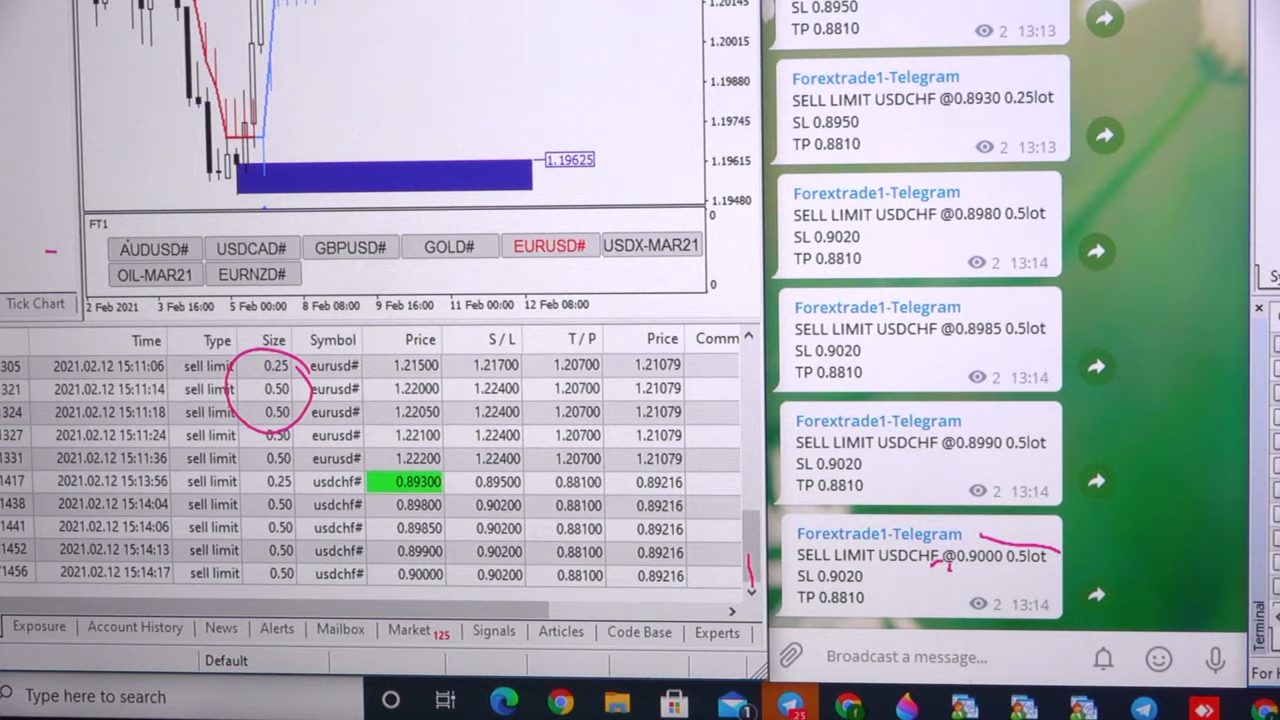 1.20145
1.20015
1.19880
1.19745
1.19615
1.19480
1.19625
0
FT1
AUDUSD# USDCAD# GBPUSD# GOLD# EURUSD# USDX-MAR21
OIL-MAR21 EURNZD#
0
Tick Chart
2 Feb 2021 3 Feb 16:00 5 Feb 00:00 8 Feb 08:00 9 Feb 16:00 11 Feb 00:00 12 Feb 08:00
Time Type Size Symbol Price S / L T / P Price Comm
305 2021.02.12 15:11:06 sell limit 0.25 eurusd# 1.21500 1.21700 1.20700 1.21079
321 2021.02.12 15:11:14 sell limit 0.50 eurusd# 1.22000 1.22400 1.20700 1.21079
324 2021.02.12 15:11:18 sell limit 0.50 eurusd# 1.22050 1.22400 1.20700 1.21079
1327 2021.02.12 15:11:24 sell limit 0.50 eurusd# 1.22100 1.22400 1.20700 1.21079
1331 2021.02.12 15:11:36 sell limit 0.50 eurusd# 1.22200 1.22400 1.20700 1.21079
1417 2021.02.12 15:13:56 sell limit 0.25 usdchf# 0.89300 0.89500 0.88100 0.89216
1438 2021.02.12 15:14:04 sell limit 0.50 usdchf# 0.89800 0.90200 0.88100 0.89216
1441 2021.02.12 15:14:06 sell limit 0.50 usdchf# 0.89850 0.90200 0.88100 0.89216
1452 2021.02.12 15:14:13 sell limit 0.50 usdchf# 0.89900 0.90200 0.88100 0.89216
1456 2021.02.12 15:14:17 sell limit 0.50 usdchf# 0.90000 0.90200 0.88100 0.89216
Exposure Account History News Alerts Mailbox Market 125 Signals Articles Code Base Experts
Default
Type here to search
1
25
SL 0.8950
TP 0.8810
2 13:13
Forextrade1-Telegram
SELL LIMIT USDCHF @0.8930 0.25lot
SL 0.8950
TP 0.8810
2 13:13
Forextrade1-Telegram
SELL LIMIT USDCHF @0.8980 0.5lot
SL 0.9020
TP 0.8810
2 13:14
Forextrade1-Telegram
SELL LIMIT USDCHF @0.8985 0.5lot
SL 0.9020
TP 0.8810
2 13:14
Forextrade1-Telegram
SELL LIMIT USDCHF @0.8990 0.5lot
SL 0.9020
TP 0.8810
2 13:14
Forextrade1-Telegram
SELL LIMIT USDCHF @0.9000 0.5lot
SL 0.9020
TP 0.8810
2 13:14
Broadcast a message...
Terminal
For H